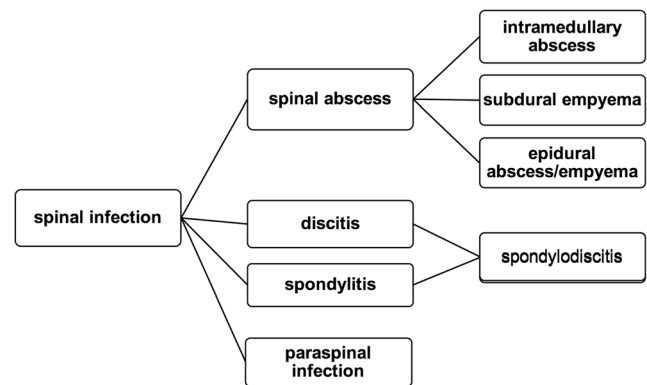 intramedullary
abscess
spinal abscess
subdural empyema
epidural
abscess/empyema
spinal infection
discitis
spondylodiscitis
spondylitis
paraspinal
infection